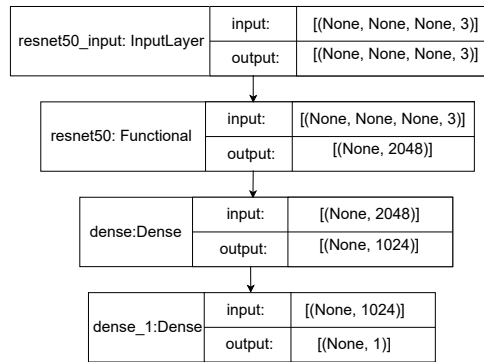 resnet50_input: InputLayer
input:
[(None, None, None, 3)]
output:
[(None, None, None, 3)]
resnet50: Functional
input:
[(None, None, None, 3)]
output:
[(None, 2048)]
dense:Dense
input:
[(None, 2048)]
output:
[(None, 1024)]
dense_1:Dense
input:
[(None, 1024)]
output:
[(None, 1)]